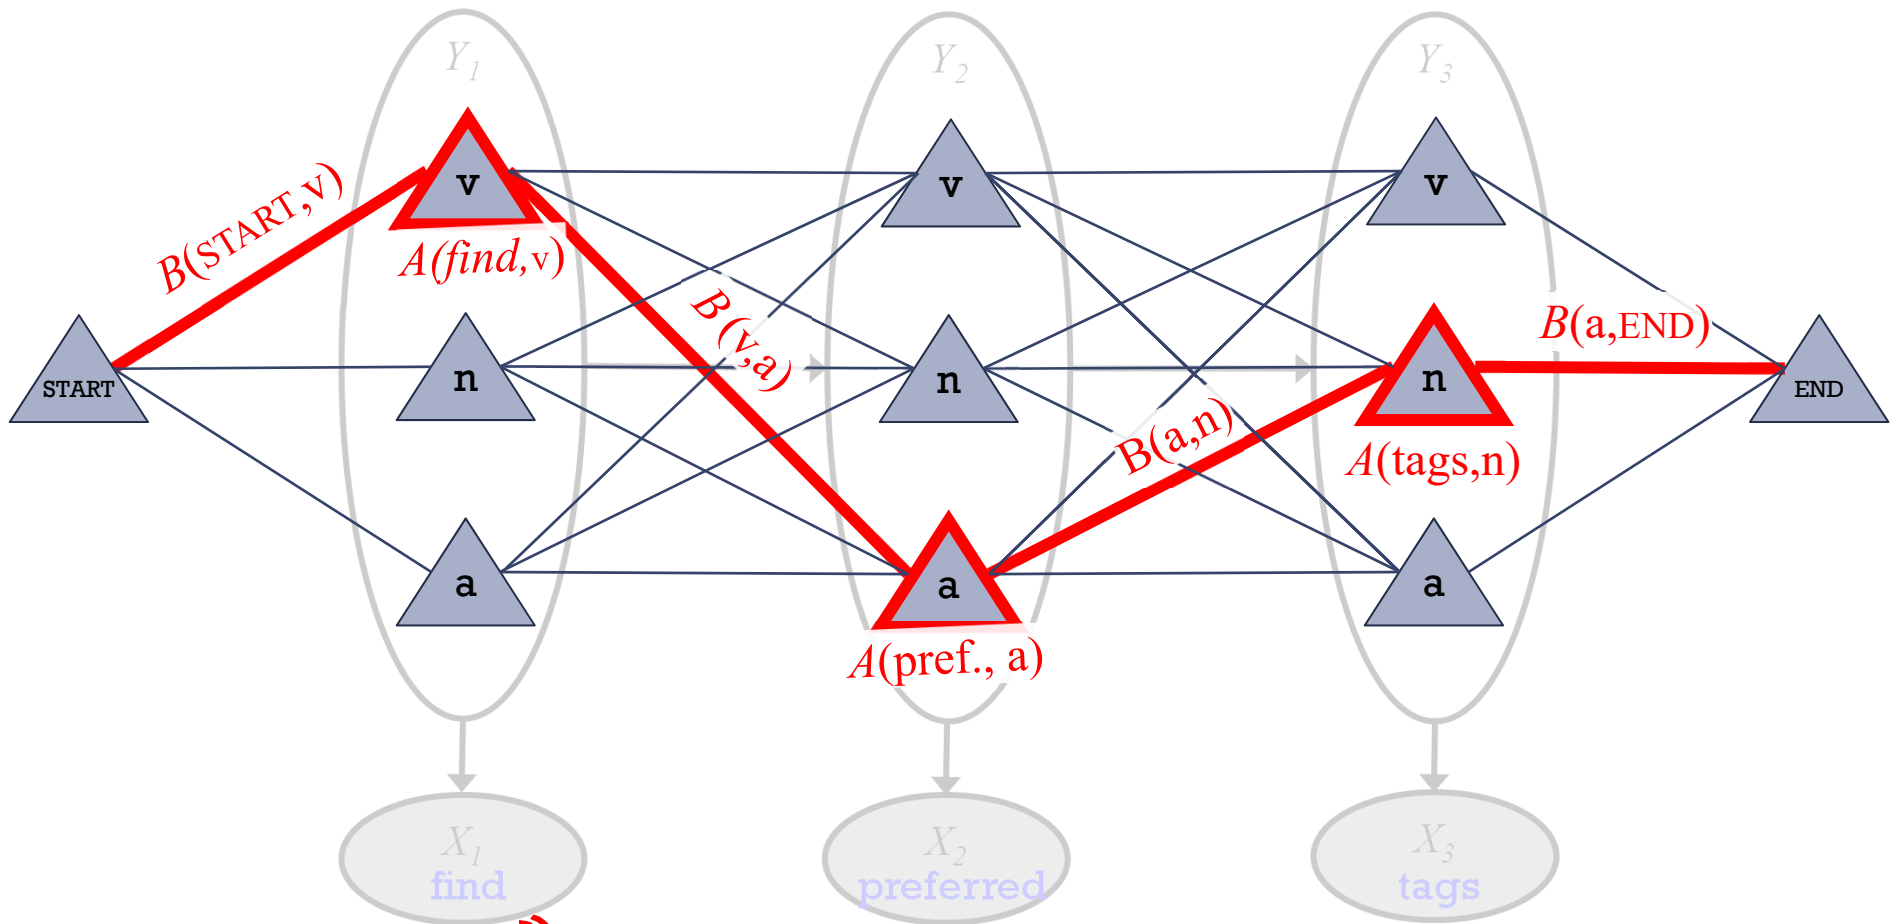 Y1 Y2 Y3
v v v
B(START,v)
A(find,v)
B(v,a)
B(a,END)
START n n n END
B(a,n)
A(tags,n)
a a a
A(pref., a)
X1 X2 X3
find preferred tags